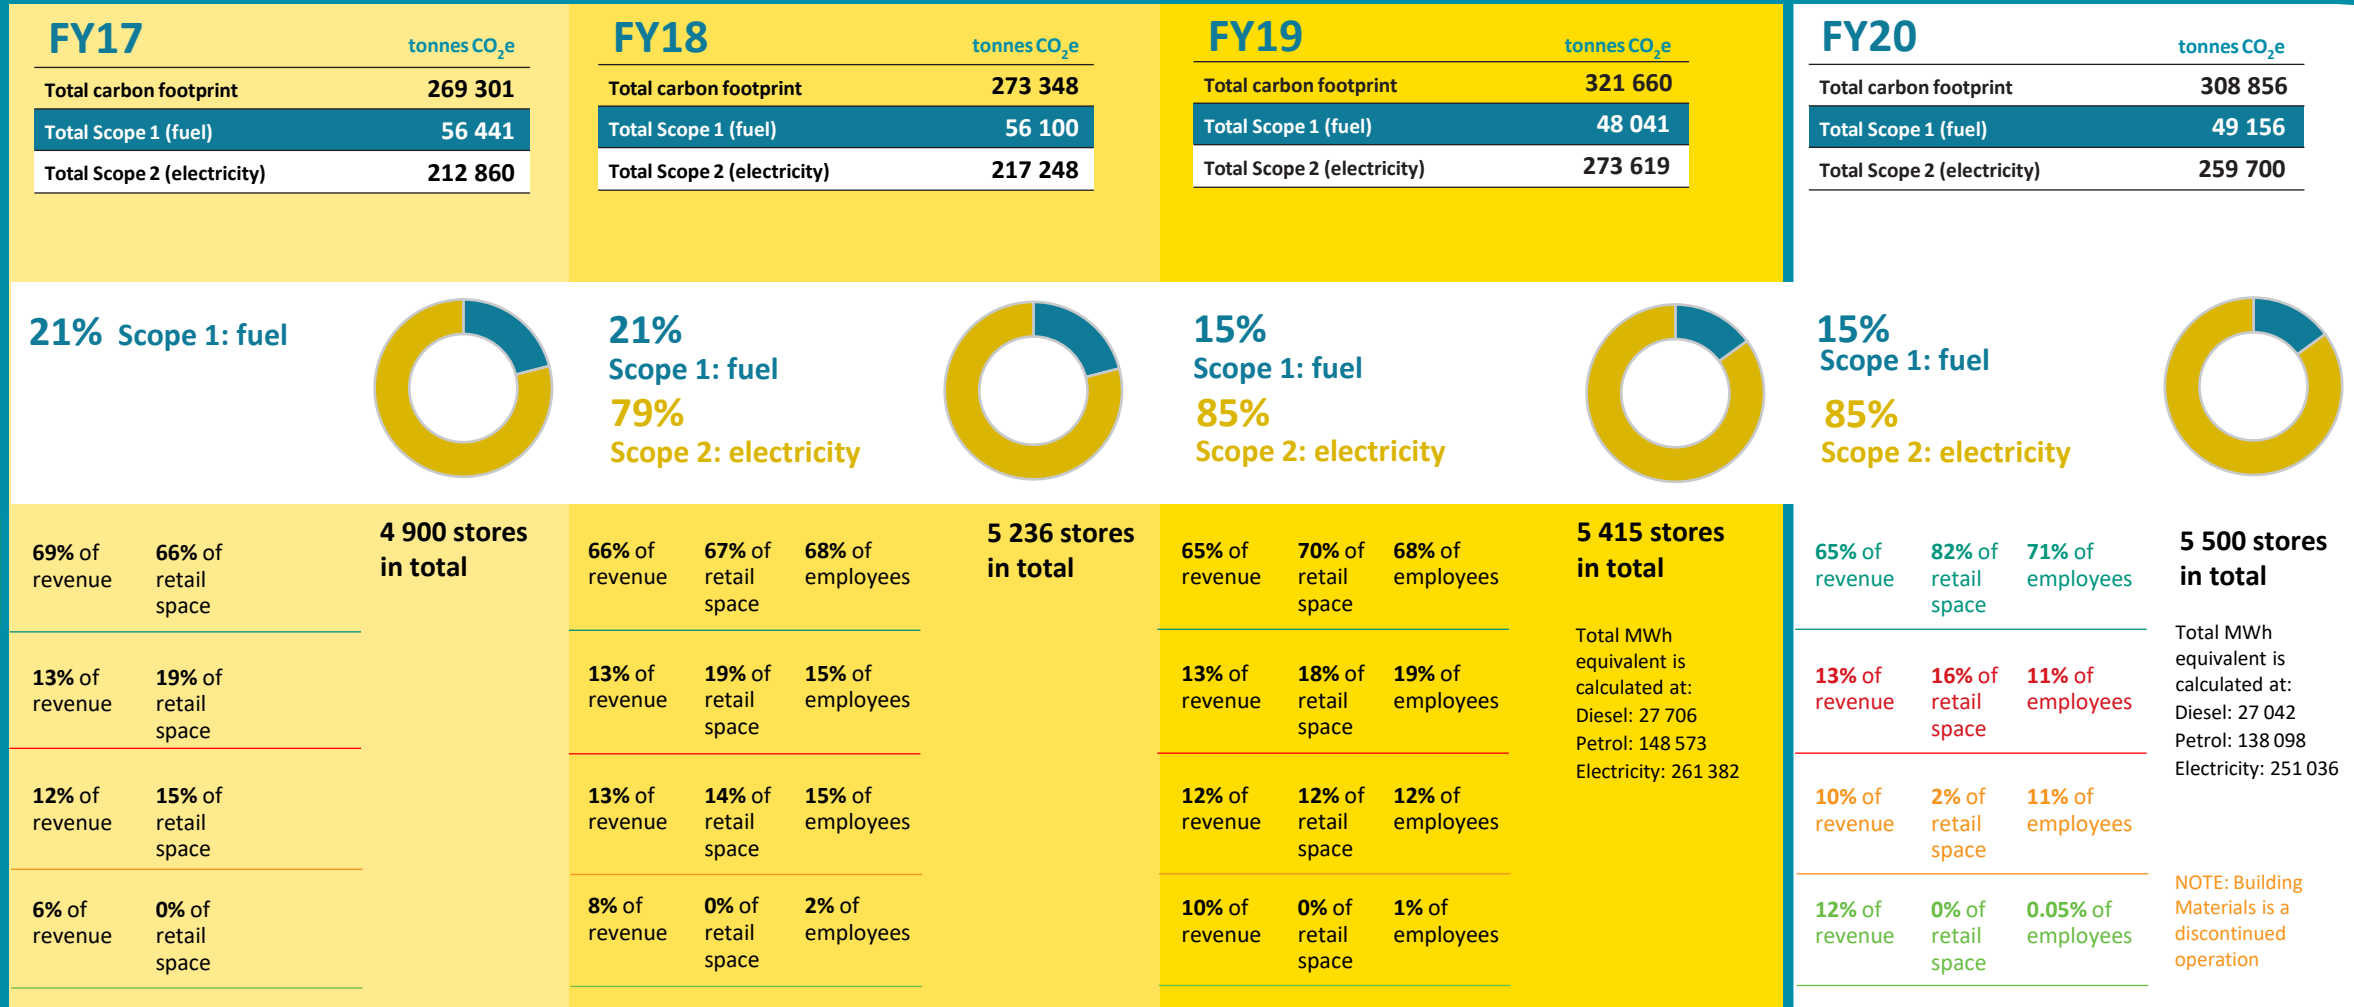 FY17 tonnes CO₂e
Total carbon footprint 269 301
Total Scope 1 (fuel) 56 441
Total Scope 2 (electricity) 212 860
21% Scope 1: fuel
69% of
revenue
66% of
retail
space
4 900 stores
in total
13% of
revenue
19% of
retail
space
12% of
revenue
15% of
retail
space
6% of
revenue
0% of
retail
space
FY18 tonnes CO₂e
Total carbon footprint 273 348
Total Scope 1 (fuel) 56 100
Total Scope 2 (electricity) 217 248
21%
Scope 1: fuel
79%
Scope 2: electricity
66% of
revenue
67% of
retail
space
68% of
employees
5 236 stores
in total
13% of
revenue
19% of
retail
space
15% of
employees
13% of
revenue
14% of
retail
space
15% of
employees
8% of
revenue
0% of
retail
space
2% of
employees
FY19 tonnes CO₂e
Total carbon footprint 321 660
Total Scope 1 (fuel) 48 041
Total Scope 2 (electricity) 273 619
15%
Scope 1: fuel
85%
Scope 2: electricity
65% of
revenue
70% of
retail
space
68% of
employees
13% of
revenue
18% of
retail
space
19% of
employees
12% of
revenue
12% of
retail
space
12% of
employees
10% of
revenue
0% of
retail
space
1% of
employees
5 415 stores
in total
Total MWh
equivalent is
calculated at:
Diesel: 27 706
Petrol: 148 573
Electricity: 261 382
FY20 tonnes CO₂e
Total carbon footprint 308 856
Total Scope 1 (fuel) 49 156
Total Scope 2 (electricity) 259 700
15%
Scope 1: fuel
85%
Scope 2: electricity
65% of
revenue
82% of
retail
space
71% of
employees
13% of
revenue
16% of
retail
space
11% of
employees
10% of
revenue
2% of
retail
space
11% of
employees
12% of
revenue
0% of
retail
space
0.05% of
employees
5 500 stores
in total
Total MWh
equivalent is
calculated at:
Diesel: 27 042
Petrol: 138 098
Electricity: 251 036
NOTE: Building
Materials is a
discontinued
operation